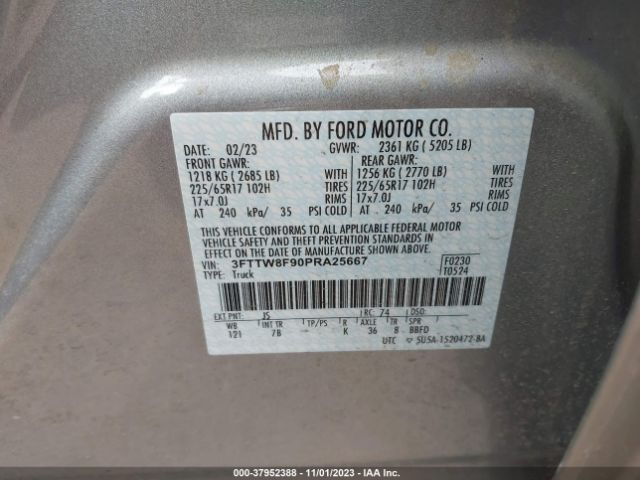 MFD. BY FORD MOTOR CO.
DATE: 02/23 GVWR: 2361 KG ( 5205 LB)
FRONT GAWR: REAR GAWR:
1218 KG ( 2685 LB) WITH 1256 KG ( 2770 LB) WITH
225/65R17 102H TIRES 225/65R17 102H TIRES
17x7.0J RIMS 17x7.0J RIMS
AT 240 kPa/ 35 PSI COLD AT 240 kPa/ 35 PSI COLD
THIS VEHICLE CONFORMS TO ALL APPLICABLE FEDERAL MOTOR
VEHICLE SAFETY AND THEFT PREVENTION STANDARDS IN EFFECT
ON THE DATE OF MANUFACTURE SHOWN ABOVE.
VIN: 3FTTW8F90PRA25667 F0230
TYPE: Truck T0524
EXT PNT: JS RC: 74 DSO:
WB INT TR TP/PS R AXLE TR SPR
121 7B K 36 8 BBFD
UTC 5U5A-1520472-BA
000-37952388 - 11/01/2023 - IAAI.COM